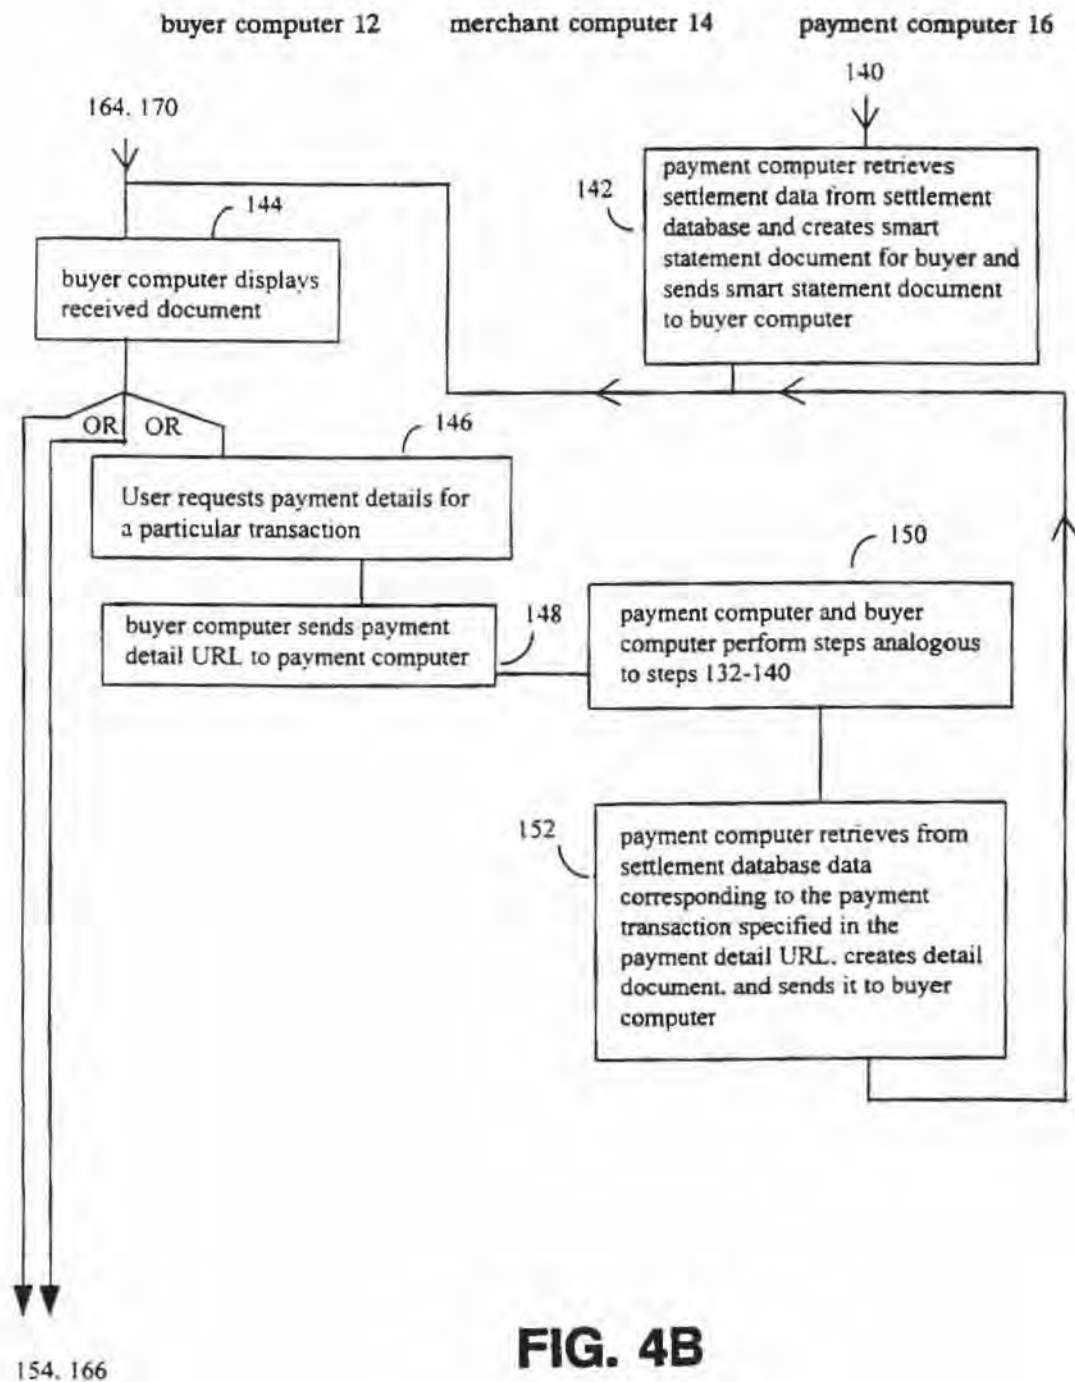 buyer computer 12 merchant computer 14 payment computer 16
140
164, 170
142
payment computer retrieves
settlement data from settlement
database and creates smart
statement document for buyer and
sends smart statement document
to buyer computer
144
buyer computer displays
received document
OR OR
146
User requests payment details for
a particular transaction
148
buyer computer sends payment
detail URL to payment computer
150
payment computer and buyer
computer perform steps analogous
to steps 132-140
152
payment computer retrieves from
settlement database data
corresponding to the payment
transaction specified in the
payment detail URL, creates detail
document, and sends it to buyer
computer
154, 166
FIG. 4B